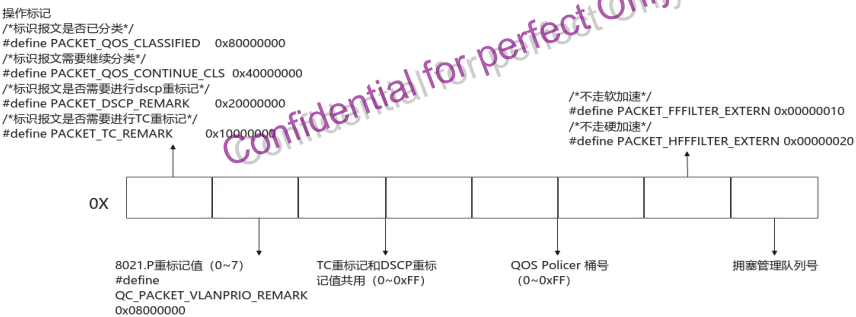 操作标记
/*标识报文是否已分类*/
#define PACKET_QOS_CLASSIFIED 0x80000000
/*标识报文需要继续分类*/
#define PACKET_QOS_CONTINUE_CLS 0x40000000
/*标识报文是否需要进行dscp重标记*/
#define PACKET_DSCP_REMARK 0x20000000
/*标识报文是否需要进行TC重标记*/
#define PACKET_TC_REMARK 0x10000000
Confidential for perfect Only
/*不走软加速*/
#define PACKET_FFFILTER_EXTERN 0x00000010
/*不走硬加速*/
#define PACKET_HFFFILTER_EXTERN 0x00000020
0X
8021.P重标记值（0~7）
#define
QC_PACKET_VLANPRIO_REMARK
0x08000000
TC重标记和DSCP重标
记值共用（0~0xFF）
QOS Policer 桶号
（0~0xFF）
拥塞管理队列号